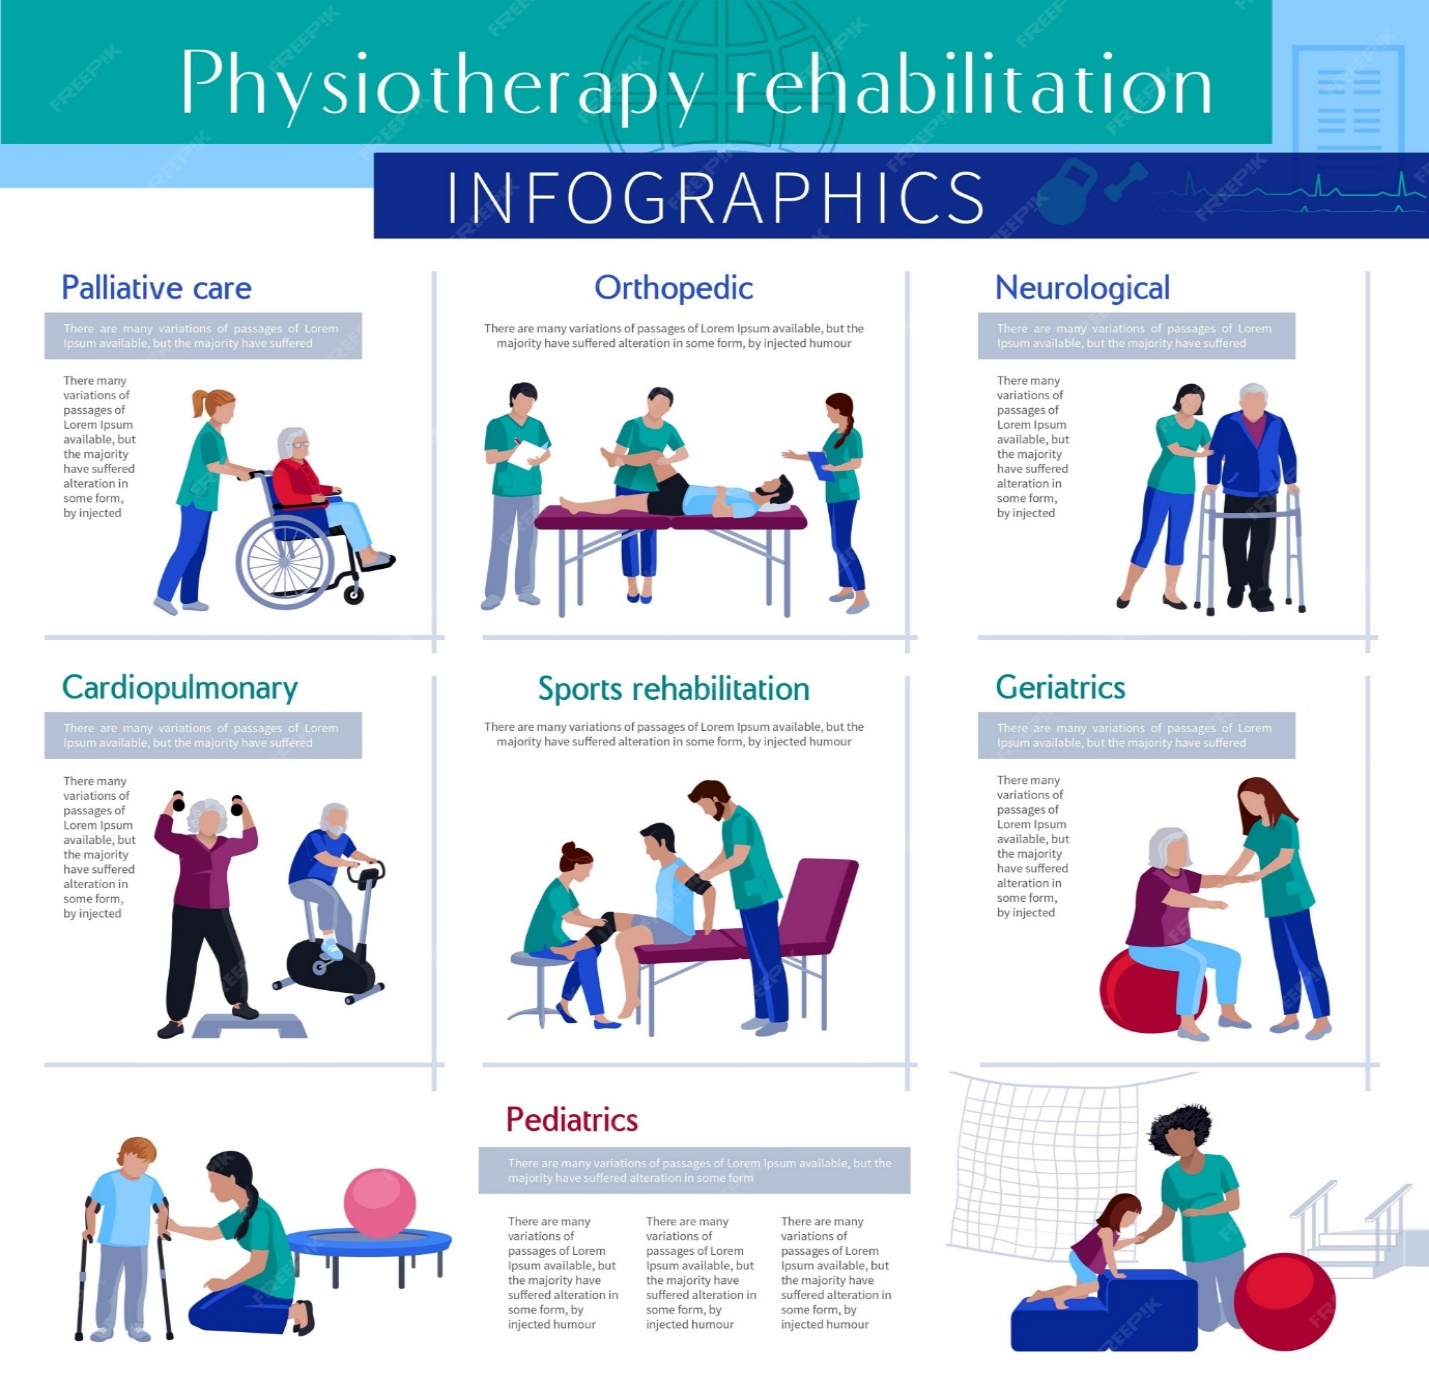 Physiotherapy rehabilitation
INFOGRAPHICS
Palliative care
There are many variations of passages of Lorem
Ipsum available, but the majority have suffered
There many
variations of
passages of
Lorem Ipsum
available, but
the majority
have suffered
alteration in
some form,
by injected
Orthopedic
There are many variations of passages of Lorem Ipsum available, but the
majority have suffered alteration in some form, by injected humour
Neurological
There are many variations of passages of Lorem
Ipsum available, but the majority have suffered
There many
variations of
passages of
Lorem Ipsum
available, but
the majority
have suffered
alteration in
some form,
by injected
Cardiopulmonary
There are many variations of passages of Lorem
Ipsum available, but the majority have suffered
There many
variations of
passages of
Lorem Ipsum
available, but
the majority
have suffered
alteration in
some form,
by injected
Sports rehabilitation
There are many variations of passages of Lorem Ipsum available, but the
majority have suffered alteration in some form, by injected humour
Geriatrics
There are many variations of passages of Lorem
Ipsum available, but the majority have suffered
There many
variations of
passages of
Lorem Ipsum
available, but
the majority
have suffered
alteration in
some form,
by injected
Pediatrics
There are many variations of passages of Lorem Ipsum available, but the
majority have suffered alteration in some form
There are many
variations of
passages of Lorem
Ipsum available, but
the majority have
suffered alteration in
some form, by
injected humour
There are many
variations of
passages of Lorem
Ipsum available, but
the majority have
suffered alteration in
some form, by
injected humour
There are many
variations of
passages of Lorem
Ipsum available, but
the majority have
suffered alteration in
some form, by
injected humour
FREEPIK